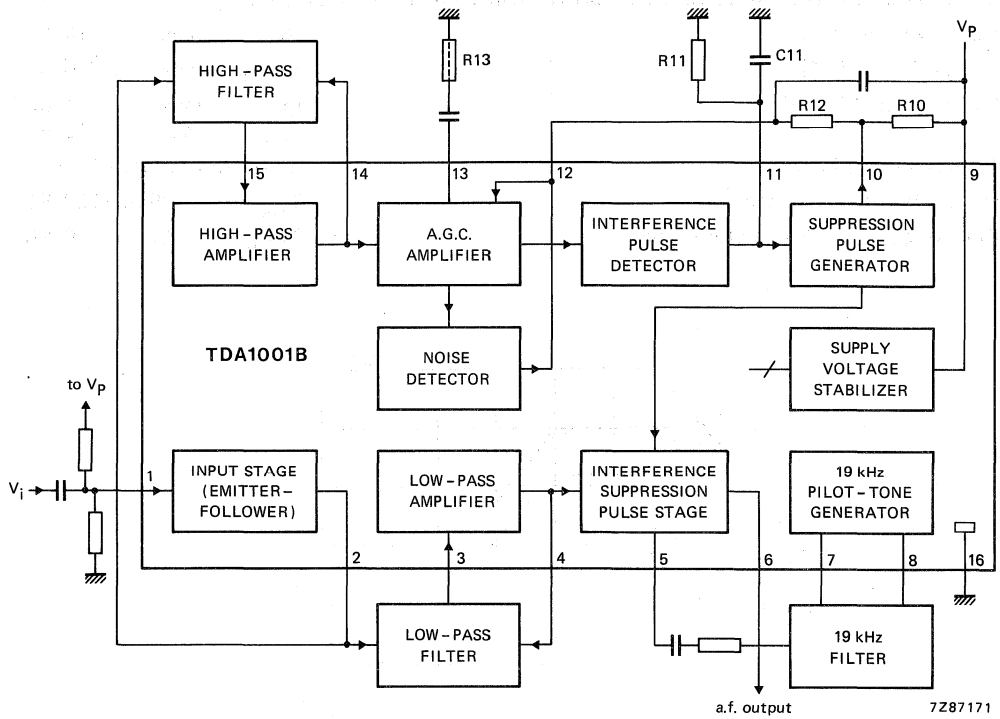 V_P
R13
R11
C11
HIGH-PASS
FILTER
R12
R10
15
14
13
12
11
10
9
HIGH-PASS
AMPLIFIER
A.G.C.
AMPLIFIER
INTERFERENCE
PULSE
DETECTOR
SUPPRESSION
PULSE
GENERATOR
TDA1001B
NOISE
DETECTOR
SUPPLY
VOLTAGE
STABILIZER
to V_P
V_i
1
INPUT STAGE
(EMITTER-
FOLLOWER)
LOW-PASS
AMPLIFIER
INTERFERENCE
SUPPRESSION
PULSE STAGE
19 kHz
PILOT-TONE
GENERATOR
2
3
4
5
6
7
8
16
LOW-PASS
FILTER
19 kHz
FILTER
a.f. output
7Z87171